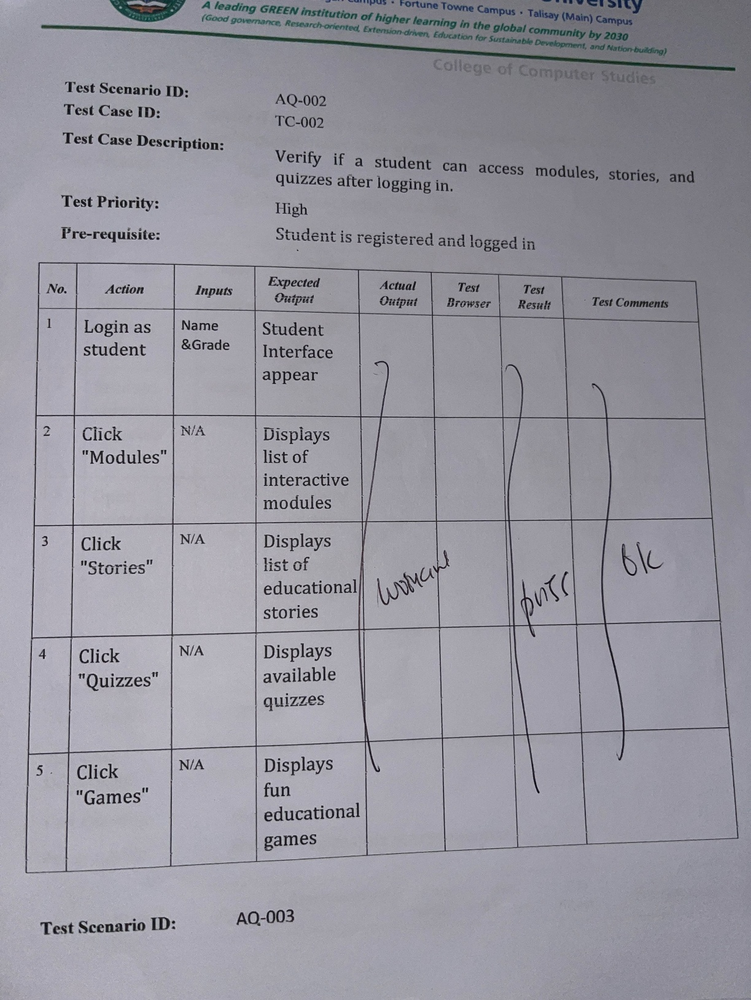 Fortune Towne Campus • Talisay (Main) Campus
A leading GREEN institution of higher learning in the global community by 2030
(Good governance, Research-oriented, Extension-driven, Education for Sustainable Development, and Nation-building)
College of Computer Studies
Test Scenario ID: AQ-002
Test Case ID: TC-002
Test Case Description:
Verify if a student can access modules, stories, and
quizzes after logging in.
Test Priority: High
Pre-requisite: Student is registered and logged in
No. Action Inputs Expected Output Actual Output Test Browser Test Result Test Comments
1 Login as student Name &Grade Student Interface appear
2 Click "Modules" N/A Displays list of interactive modules
3 Click "Stories" N/A Displays list of educational stories ok
4 Click "Quizzes" N/A Displays available quizzes
5 Click "Games" N/A Displays fun educational games
Test Scenario ID: AQ-003